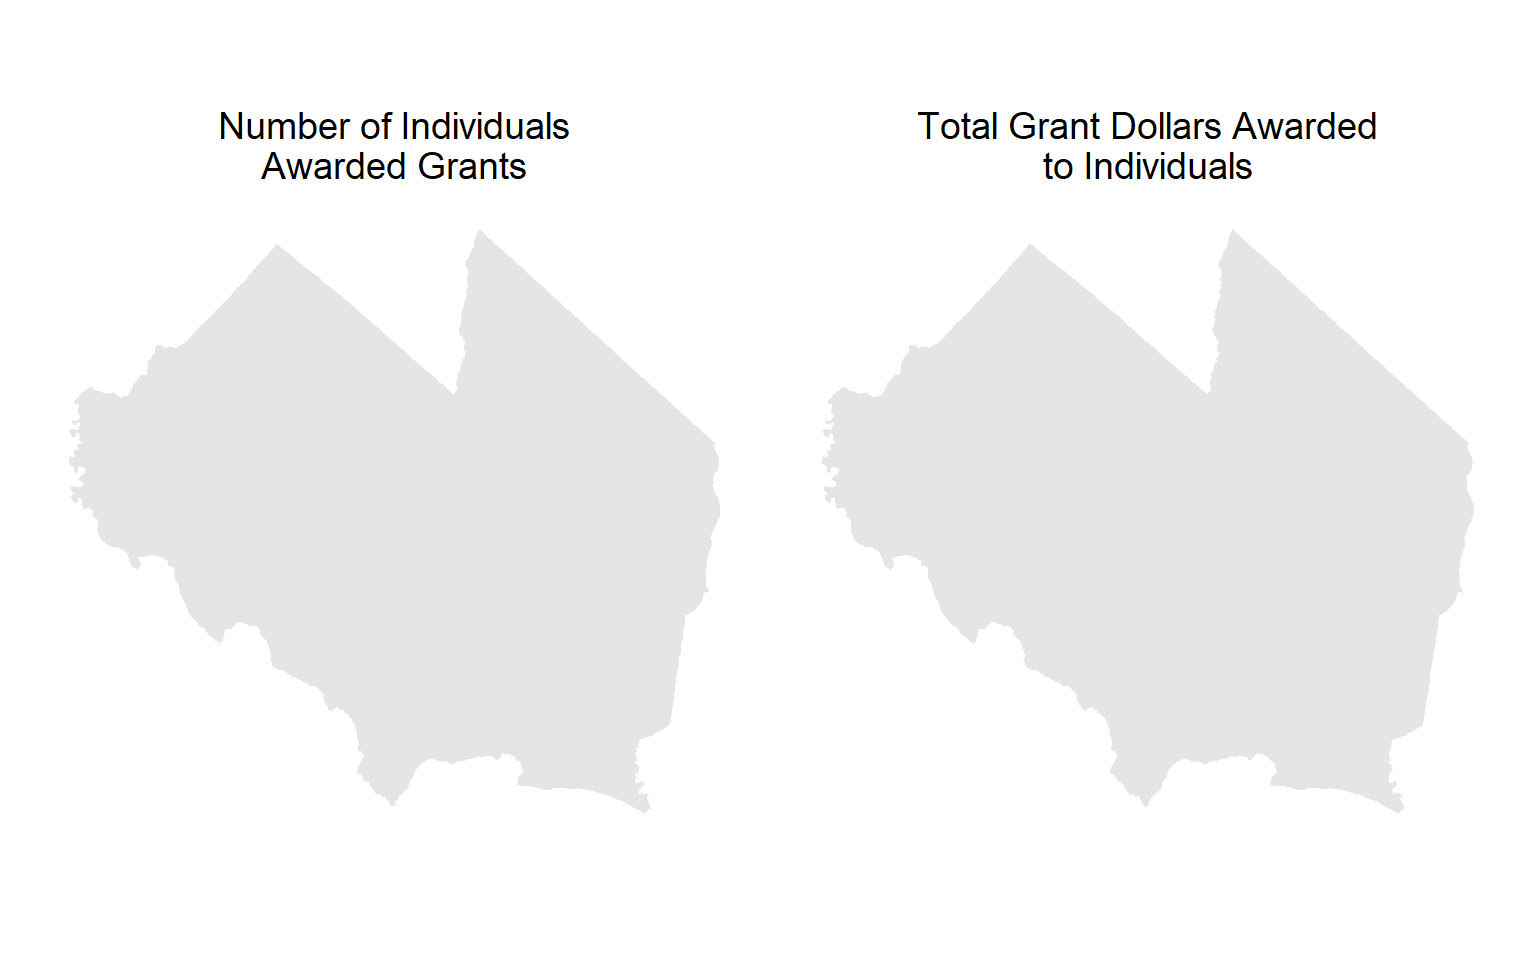 Number of Individuals
Awarded Grants
Total Grant Dollars Awarded
to Individuals